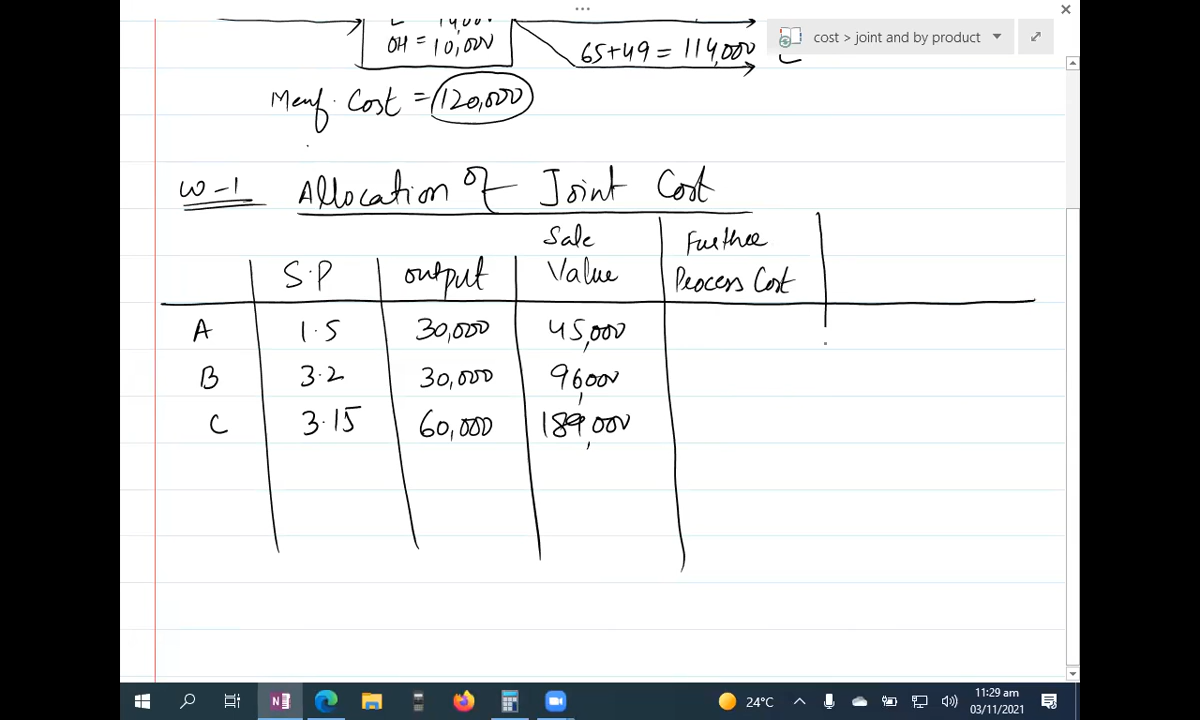 cost > joint and by product
OH = 10,000
65+49 = 114,000
Manf. Cost = 120,000
W-1 Allocation of Joint Cost
S.P output Sale Value Further Process Cost
A 1.5 30,000 45,000
B 3.2 30,000 96,000
C 3.15 60,000 189,000
24°C
11:29 am
03/11/2021